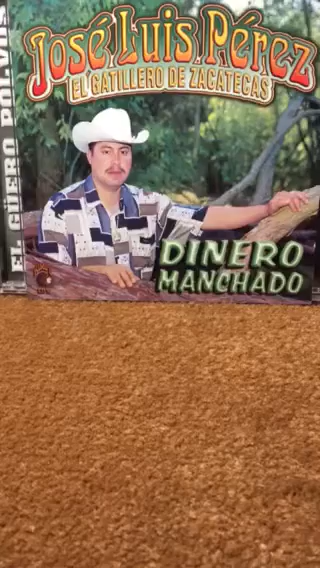 José Luis Pérez
EL GATILLERO DE ZACATECAS
EL GÜERO POLVOS
DINERO
MANCHADO